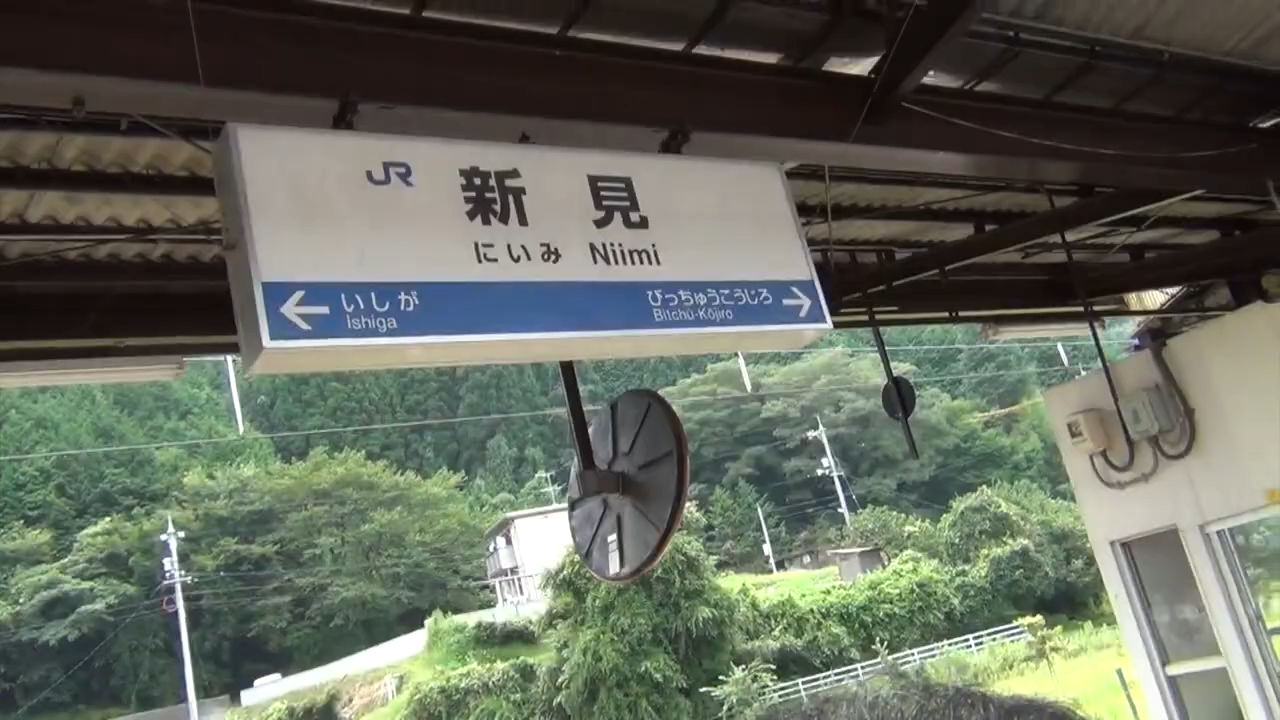 JR 新見
にいみ Niimi
← いしが びっちゅうこうじろ →
Ishiga Bitchū-Kōjiro